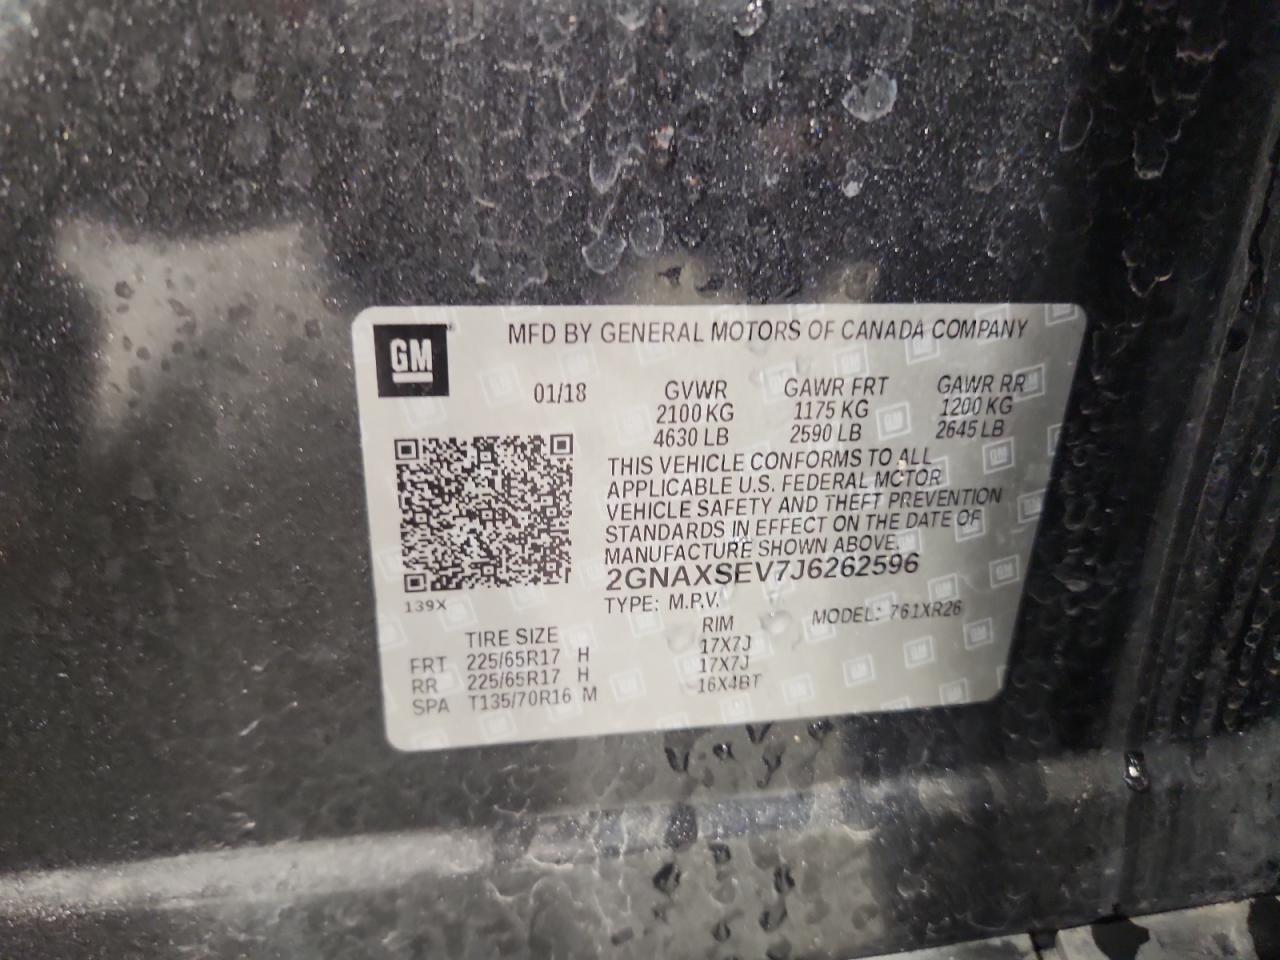 GM
MFD BY GENERAL MOTORS OF CANADA COMPANY
01/18 GVWR GAWR FRT GAWR RR
2100 KG 1175 KG 1200 KG
4630 LB 2590 LB 2645 LB
THIS VEHICLE CONFORMS TO ALL
APPLICABLE U.S. FEDERAL MOTOR
VEHICLE SAFETY AND THEFT PREVENTION
STANDARDS IN EFFECT ON THE DATE OF
MANUFACTURE SHOWN ABOVE.
2GNAXSEV7J6262596
139X
TYPE: M.P.V. MODEL: 761XR26
TIRE SIZE RIM
FRT 225/65R17 H 17X7J
RR 225/65R17 H 17X7J
SPA T135/70R16 M 16X4BT